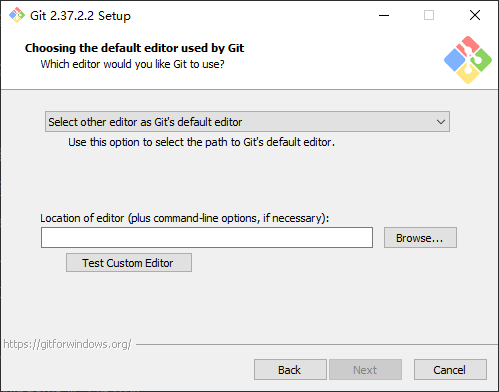 Git 2.37.2.2 Setup
Choosing the default editor used by Git
Which editor would you like Git to use?
Select other editor as Git's default editor
Use this option to select the path to Git's default editor.
Location of editor (plus command-line options, if necessary):
Browse...
Test Custom Editor
https://gitforwindows.org/
Back
Next
Cancel